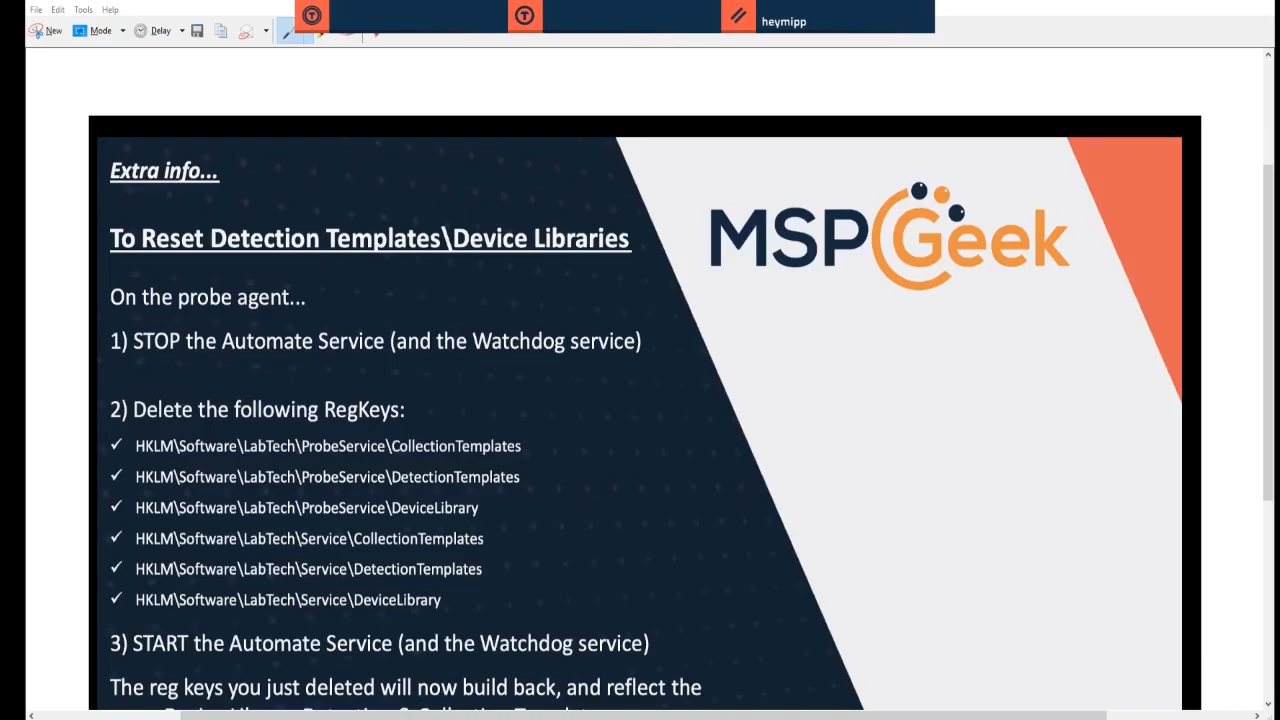 File Edit Tools Help
New Mode Delay
heymipp
Extra info...
MSPGeek
To Reset Detection Templates\Device Libraries
On the probe agent...
1) STOP the Automate Service (and the Watchdog service)
2) Delete the following RegKeys:
✓ HKLM\Software\LabTech\ProbeService\CollectionTemplates
✓ HKLM\Software\LabTech\ProbeService\DetectionTemplates
✓ HKLM\Software\LabTech\ProbeService\DeviceLibrary
✓ HKLM\Software\LabTech\Service\CollectionTemplates
✓ HKLM\Software\LabTech\Service\DetectionTemplates
✓ HKLM\Software\LabTech\Service\DeviceLibrary
3) START the Automate Service (and the Watchdog service)
The reg keys you just deleted will now build back, and reflect the